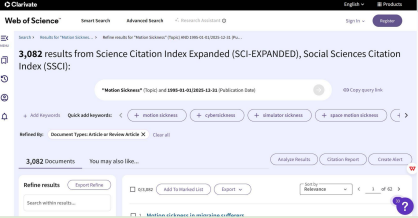 Clarivate
English Products
Web of Science™ Smart Search Advanced Search Research Assistant Sign In Register
MENU
Search > Results for "Motion Sickness"... > Refine results for "Motion Sickness" (Topic) AND 1995-01-01/2025-12-31 (Pu...
3,082 results from Science Citation Index Expanded (SCI-EXPANDED), Social Sciences Citation
Index (SSCI):
"Motion Sickness" (Topic) and 1995-01-01/2025-12-31 (Publication Date)
Copy query link
+ Add Keywords Quick add keywords: < + motion sickness + cybersickness + simulator sickness + space motion sickness + >
Refined By: Document Types: Article or Review Article X Clear all
3,082 Documents You may also like...
Analyze Results Citation Report Create Alert
Refine results Export Refine
Search within results...
Add To Marked List Export
Sort by
Relevance
< 1 of 62 >
Motion sickness in migraine sufferers
?